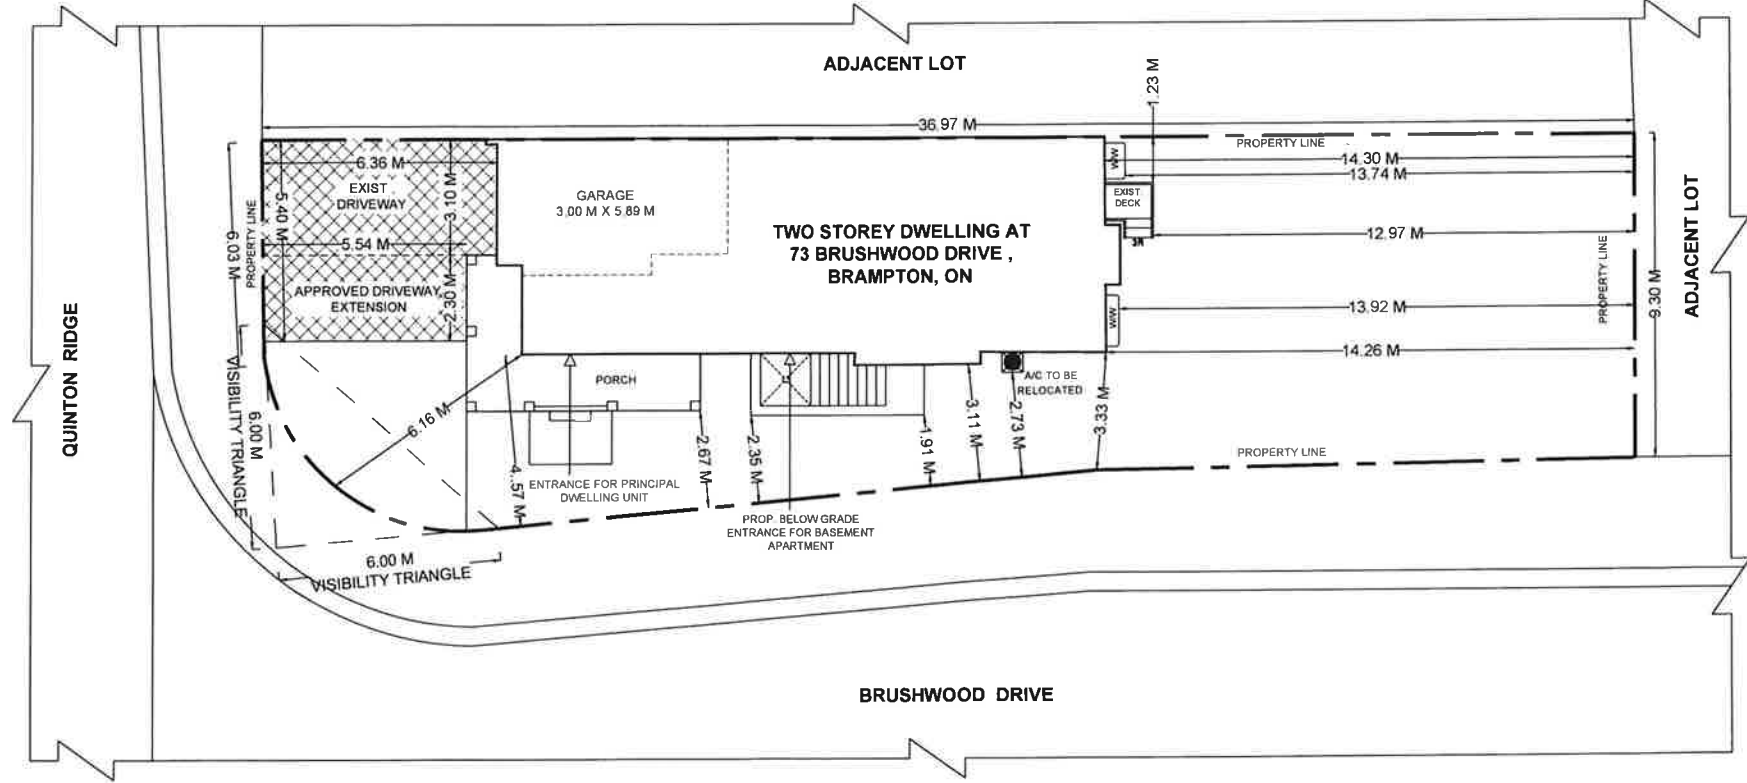 ADJACENT LOT
1.23 M
36.97 M
PROPERTY LINE
6.36 M
14.30 M
WW
13.74 M
EXIST.
DRIVEWAY
3.10 M
5.40 M
6.03 M
PROPERTY LINE
GARAGE
3.00 M X 5.89 M
EXIST.
DECK
ADJACENT LOT
TWO STOREY DWELLING AT
73 BRUSHWOOD DRIVE ,
BRAMPTON, ON
5.54 M
12.97 M
PROPERTY LINE
9.30 M
APPROVED DRIVEWAY
EXTENSION
2.30 M
WW
13.92 M
QUINTON RIDGE
14.26 M
VISIBILITY TRIANGLE
6.00 M
PORCH
A/C TO BE
RELOCATED
6.16 M
4.57 M
2.67 M
2.35 M
1.91 M
3.11 M
2.73 M
3.33 M
PROPERTY LINE
ENTRANCE FOR PRINCIPAL
DWELLING UNIT
PROP. BELOW GRADE
ENTRANCE FOR BASEMENT
APARTMENT
6.00 M
VISIBILITY TRIANGLE
BRUSHWOOD DRIVE